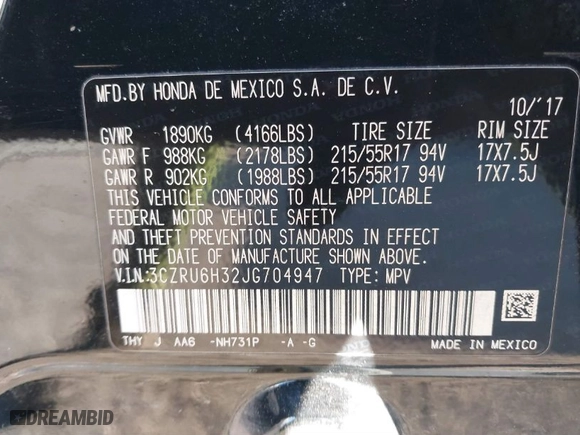 MFD.BY HONDA DE MEXICO S.A. DE C.V.
10/'17
GVWR 1890KG (4166LBS) TIRE SIZE RIM SIZE
GAWR F 988KG (2178LBS) 215/55R17 94V 17X7.5J
GAWR R 902KG (1988LBS) 215/55R17 94V 17X7.5J
THIS VEHICLE CONFORMS TO ALL APPLICABLE
FEDERAL MOTOR VEHICLE SAFETY
AND THEFT PREVENTION STANDARDS IN EFFECT
ON THE DATE OF MANUFACTURE SHOWN ABOVE.
V.I.N:3CZRU6H32JG704947 TYPE: MPV
THY J AA6 -NH731P -A -G
MADE IN MEXICO
DREAMBID